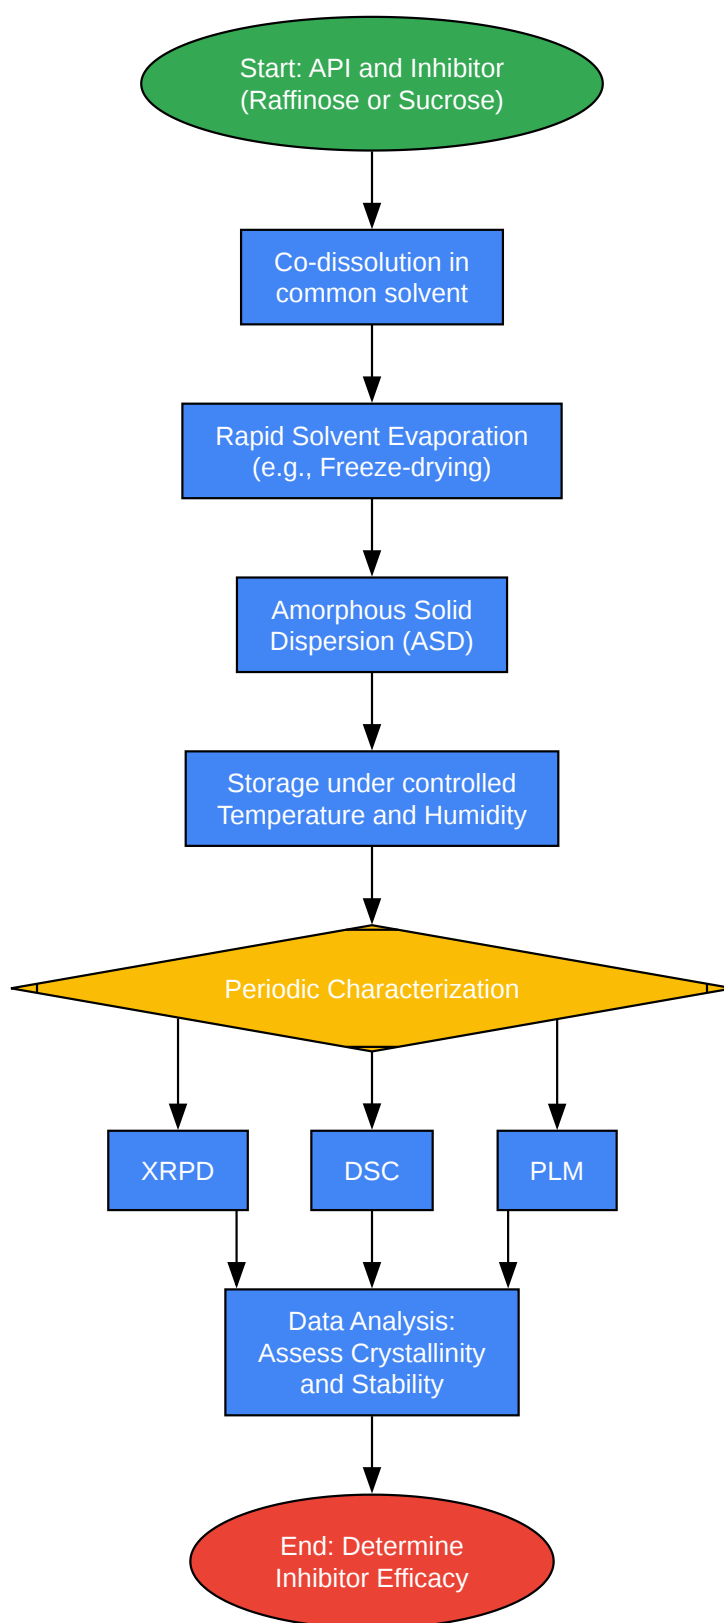 Start: API and Inhibitor
(Raffinose or Sucrose)
Co-dissolution in
common solvent
Rapid Solvent Evaporation
(e.g., Freeze-drying)
Amorphous Solid
Dispersion (ASD)
Storage under controlled
Temperature and Humidity
Periodic Characterization
XRPD
DSC
PLM
Data Analysis:
Assess Crystallinity
and Stability
End: Determine
Inhibitor Efficacy